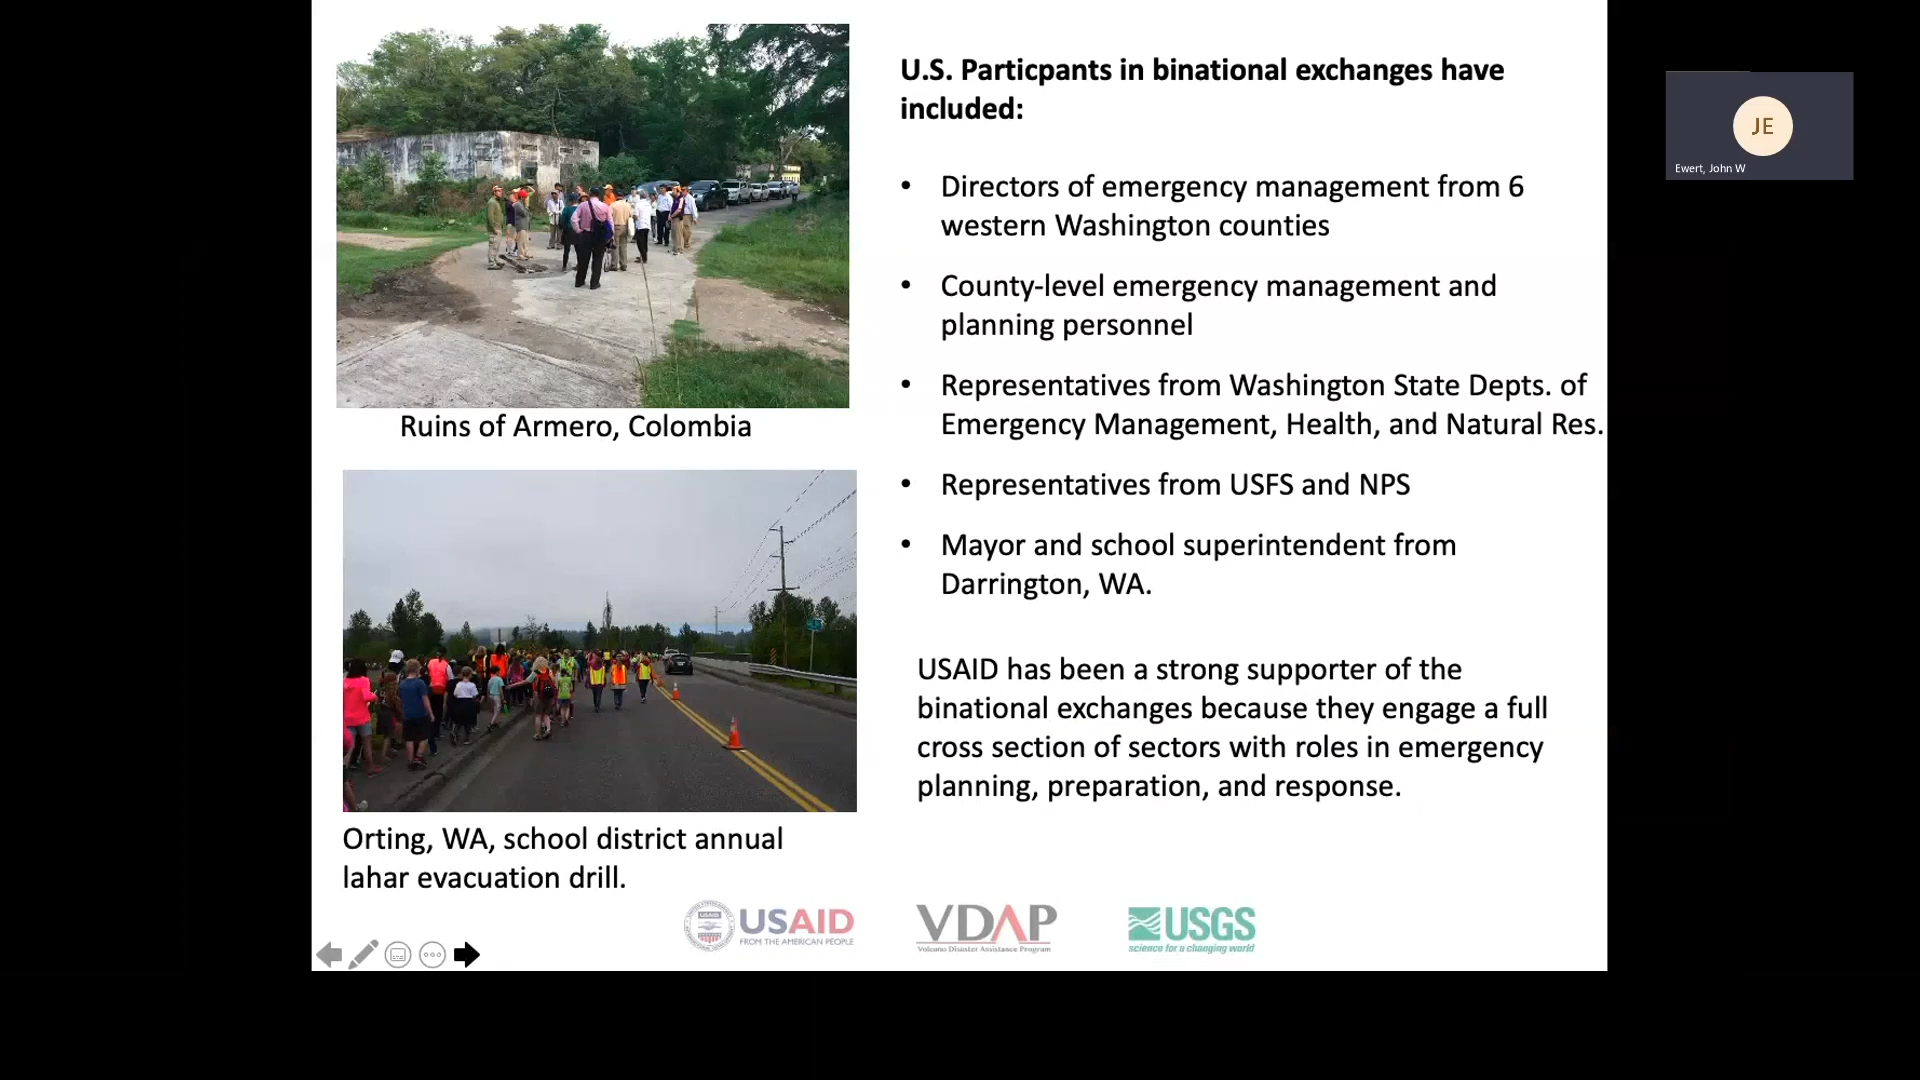 U.S. Particpants in binational exchanges have
included:
• Directors of emergency management from 6
western Washington counties
• County-level emergency management and
planning personnel
• Representatives from Washington State Depts. of
Emergency Management, Health, and Natural Res.
• Representatives from USFS and NPS
• Mayor and school superintendent from
Darrington, WA.
USAID has been a strong supporter of the
binational exchanges because they engage a full
cross section of sectors with roles in emergency
planning, preparation, and response.
Ruins of Armero, Colombia
Orting, WA, school district annual
lahar evacuation drill.
USAID
FROM THE AMERICAN PEOPLE
VDAP
Volcano Disaster Assistance Program
USGS
science for a changing world
JE
Ewert, John W